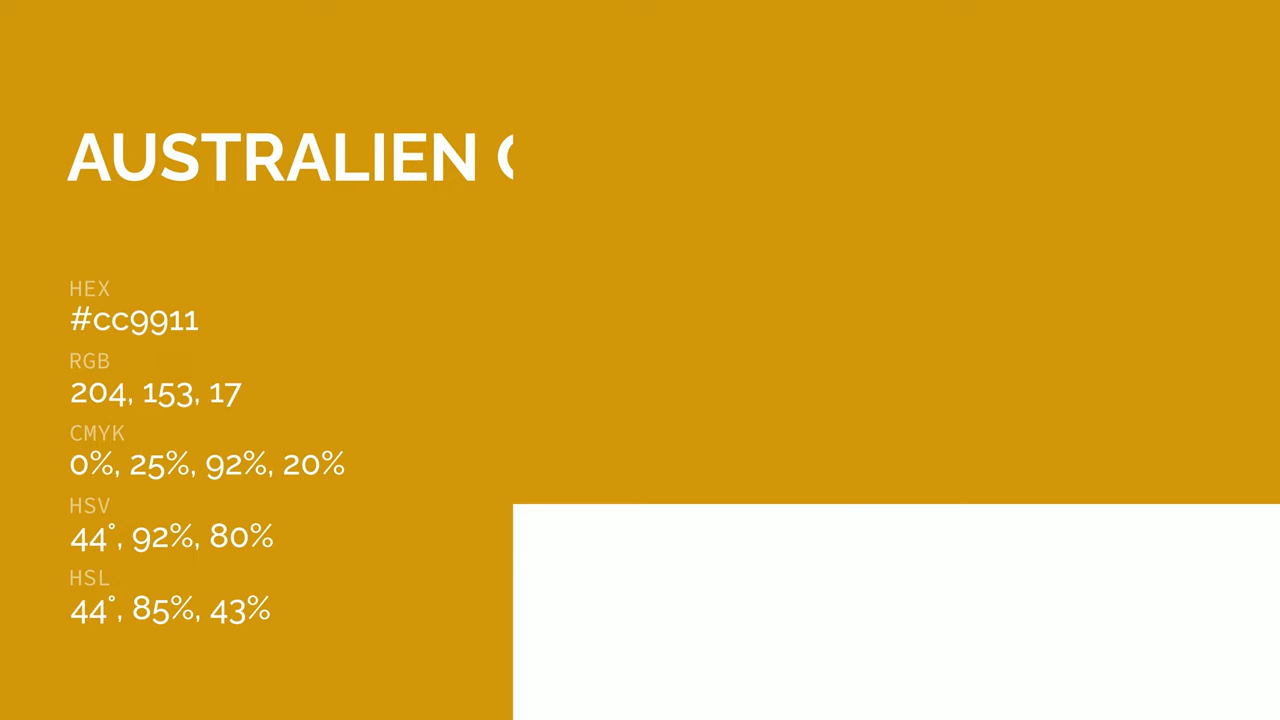 AUSTRALIEN
HEX
#cc9911
RGB
204, 153, 17
CMYK
0%, 25%, 92%, 20%
HSV
44°, 92%, 80%
HSL
44°, 85%, 43%